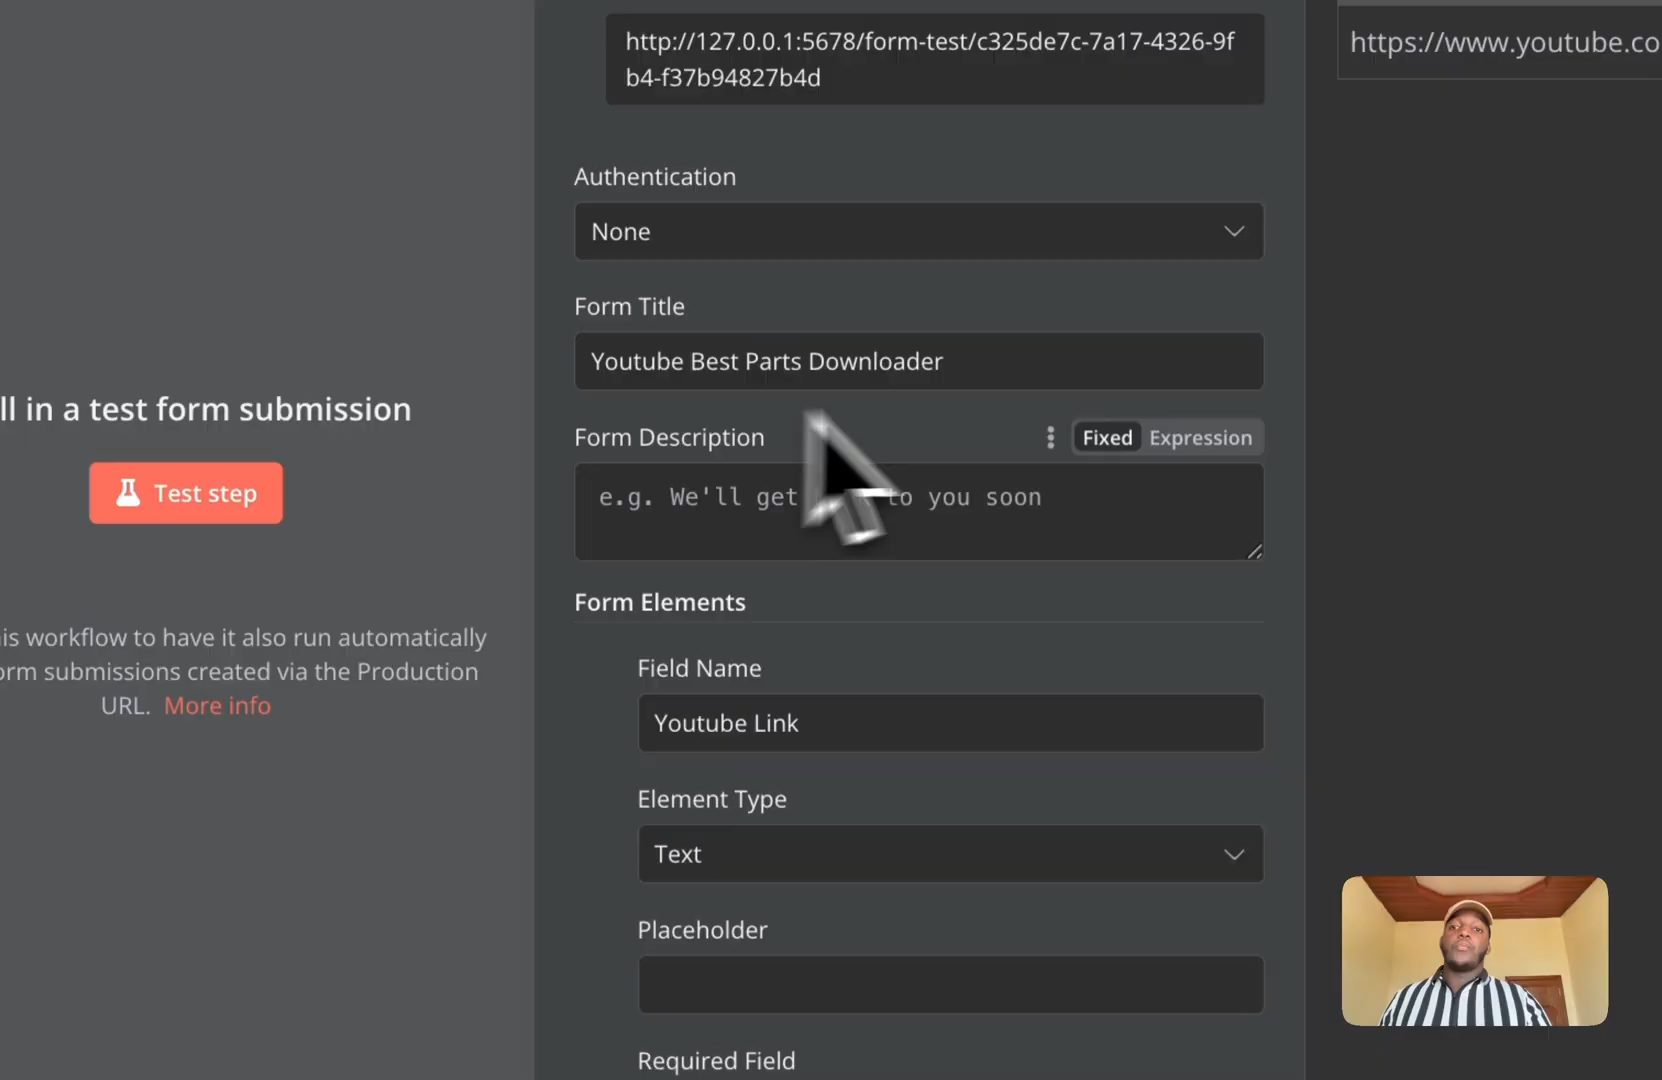 http://127.0.0.1:5678/form-test/c325de7c-7a17-4326-9f
b4-f37b94827b4d
https://www.youtube.co
Authentication
None
Form Title
Youtube Best Parts Downloader
Form Description
Fixed
Expression
e.g. We'll get to you soon
ll in a test form submission
Test step
is workflow to have it also run automatically
orm submissions created via the Production
URL. More info
Form Elements
Field Name
Youtube Link
Element Type
Text
Placeholder
Required Field